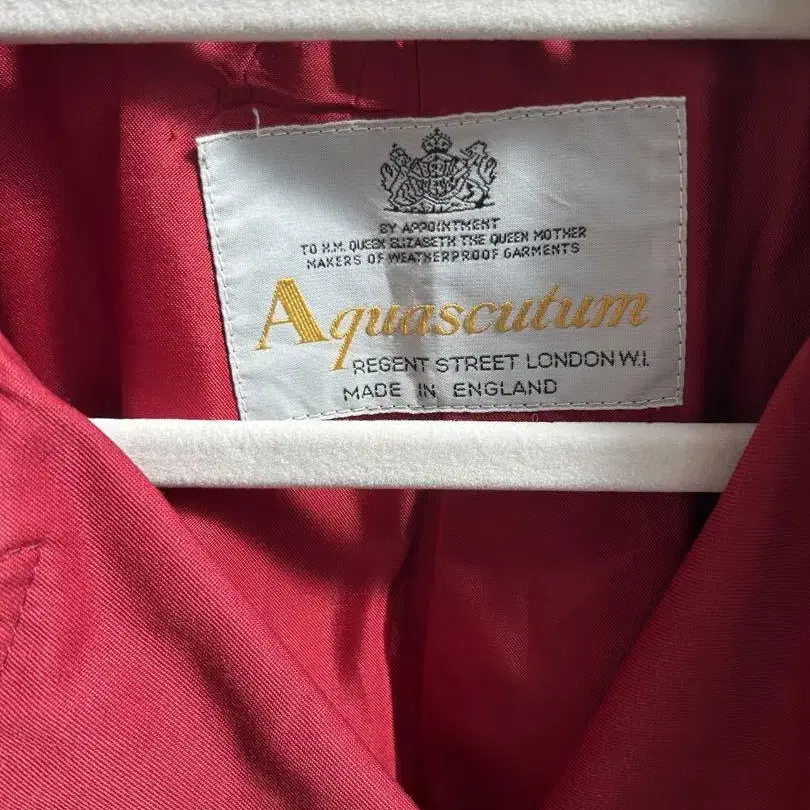 BY APPOINTMENT
TO H.M. QUEEN ELIZABETH THE QUEEN MOTHER
MAKERS OF WEATHERPROOF GARMENTS
Aquascutum
REGENT STREET LONDON W.I.
MADE IN ENGLAND